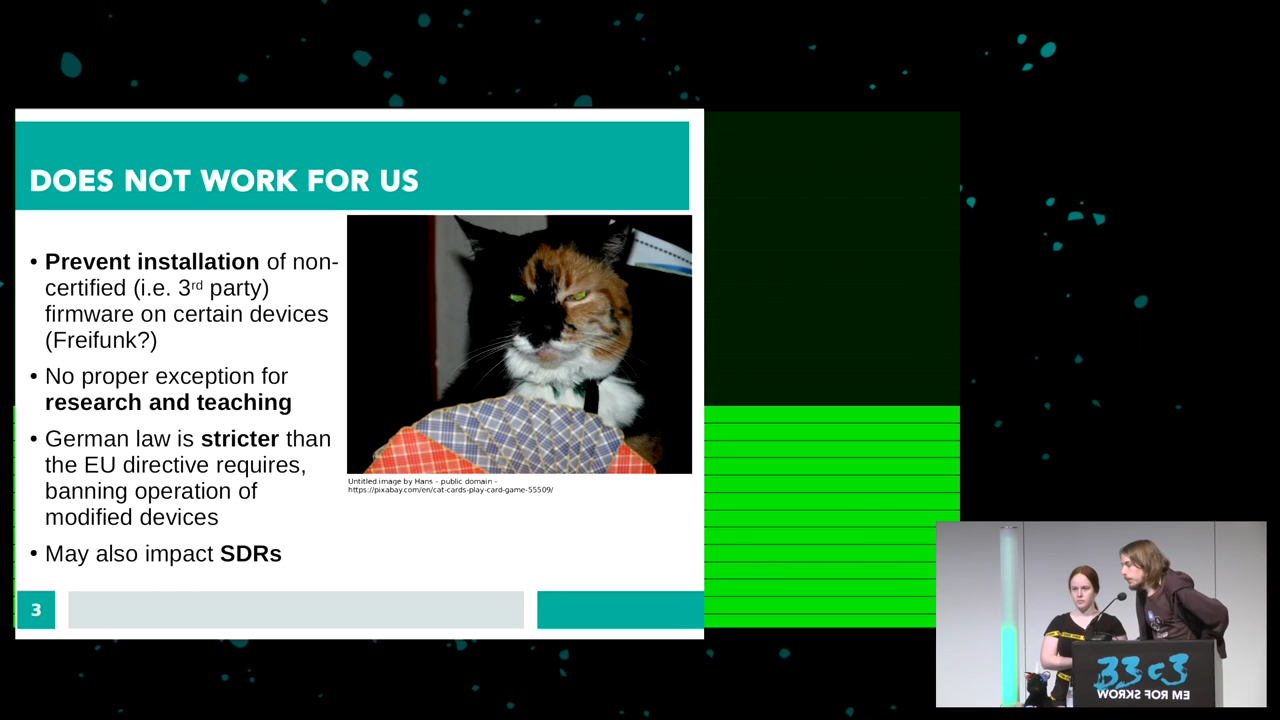 DOES NOT WORK FOR US
• Prevent installation of non-
certified (i.e. 3rd party)
firmware on certain devices
(Freifunk?)
• No proper exception for
research and teaching
• German law is stricter than
the EU directive requires,
banning operation of
modified devices
• May also impact SDRs
Untitled image by Hans – public domain –
https://pixabay.com/en/cat-cards-play-card-game-55509/
3
33c3
WORKS FOR ME